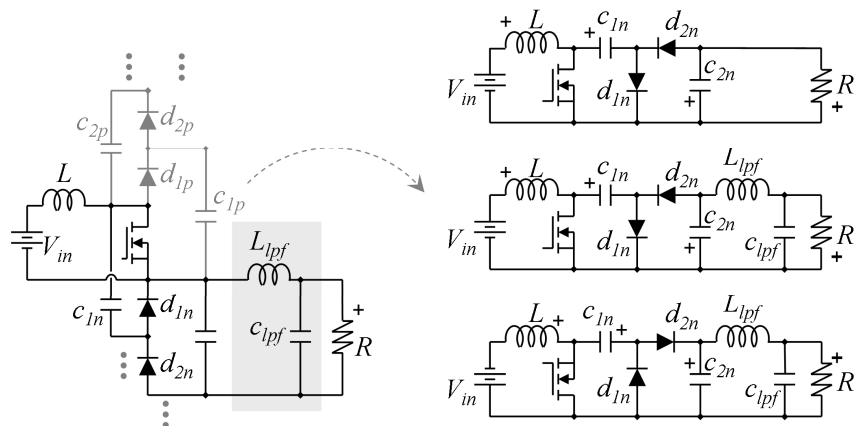 d2p
c2p
d1p
L
c1p
Vin
Llpf
c1n
d1n
clpf
+
R
d2n
+ L + c1n d2n
Vin d1n c2n + R +
+ L + c1n d2n Llpf
Vin d1n c2n + clpf R +
L + c1n + d2n Llpf
Vin d1n + c2n clpf + R